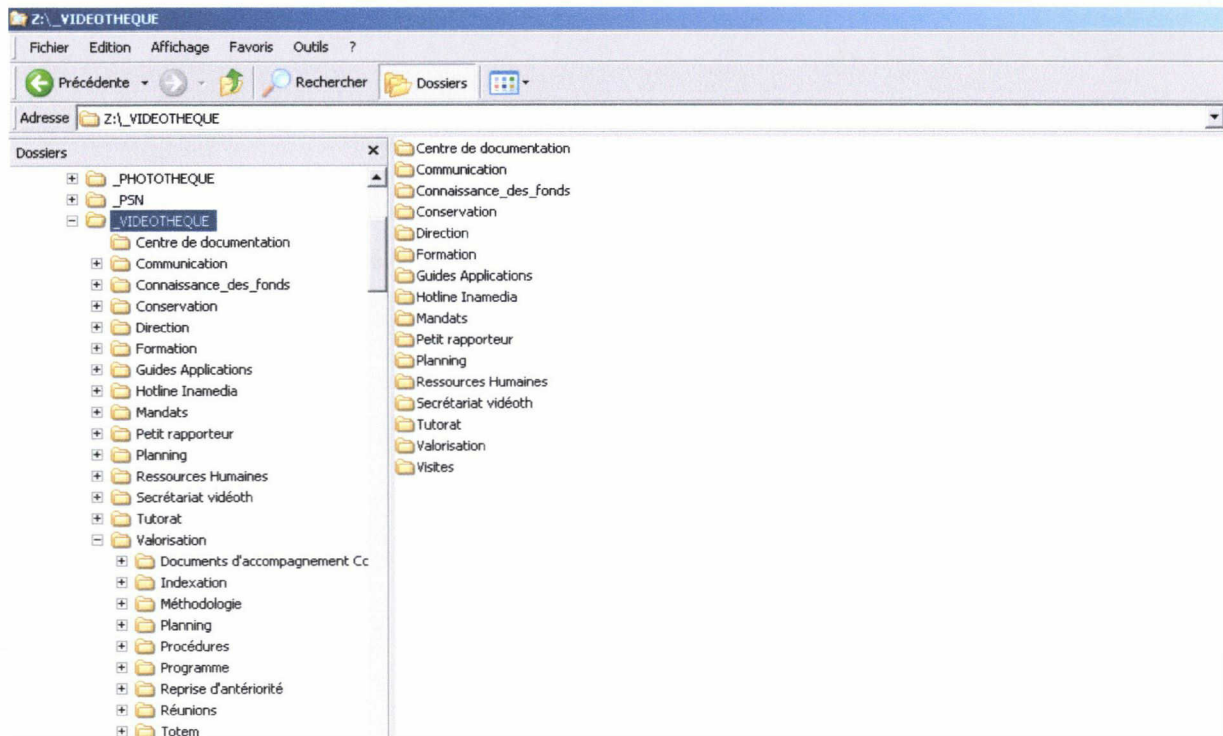 Z:\_VIDEOTHEQUE
Fichier Edition Affichage Favoris Outils ?
Précédente Rechercher Dossiers
Adresse Z:\_VIDEOTHEQUE
Dossiers
_PHOTOTHEQUE
_PSN
_VIDEOTHEQUE
Centre de documentation
Communication
Connaissance_des_fonds
Conservation
Direction
Formation
Guides Applications
Hotline Inamedia
Mandats
Petit rapporteur
Planning
Ressources Humaines
Secrétariat vidéoth
Tutorat
Valorisation
Documents d'accompagnement Cc
Indexation
Méthodologie
Planning
Procédures
Programme
Reprise d'antériorité
Réunions
Totem
Centre de documentation
Communication
Connaissance_des_fonds
Conservation
Direction
Formation
Guides Applications
Hotline Inamedia
Mandats
Petit rapporteur
Planning
Ressources Humaines
Secrétariat vidéoth
Tutorat
Valorisation
Visites